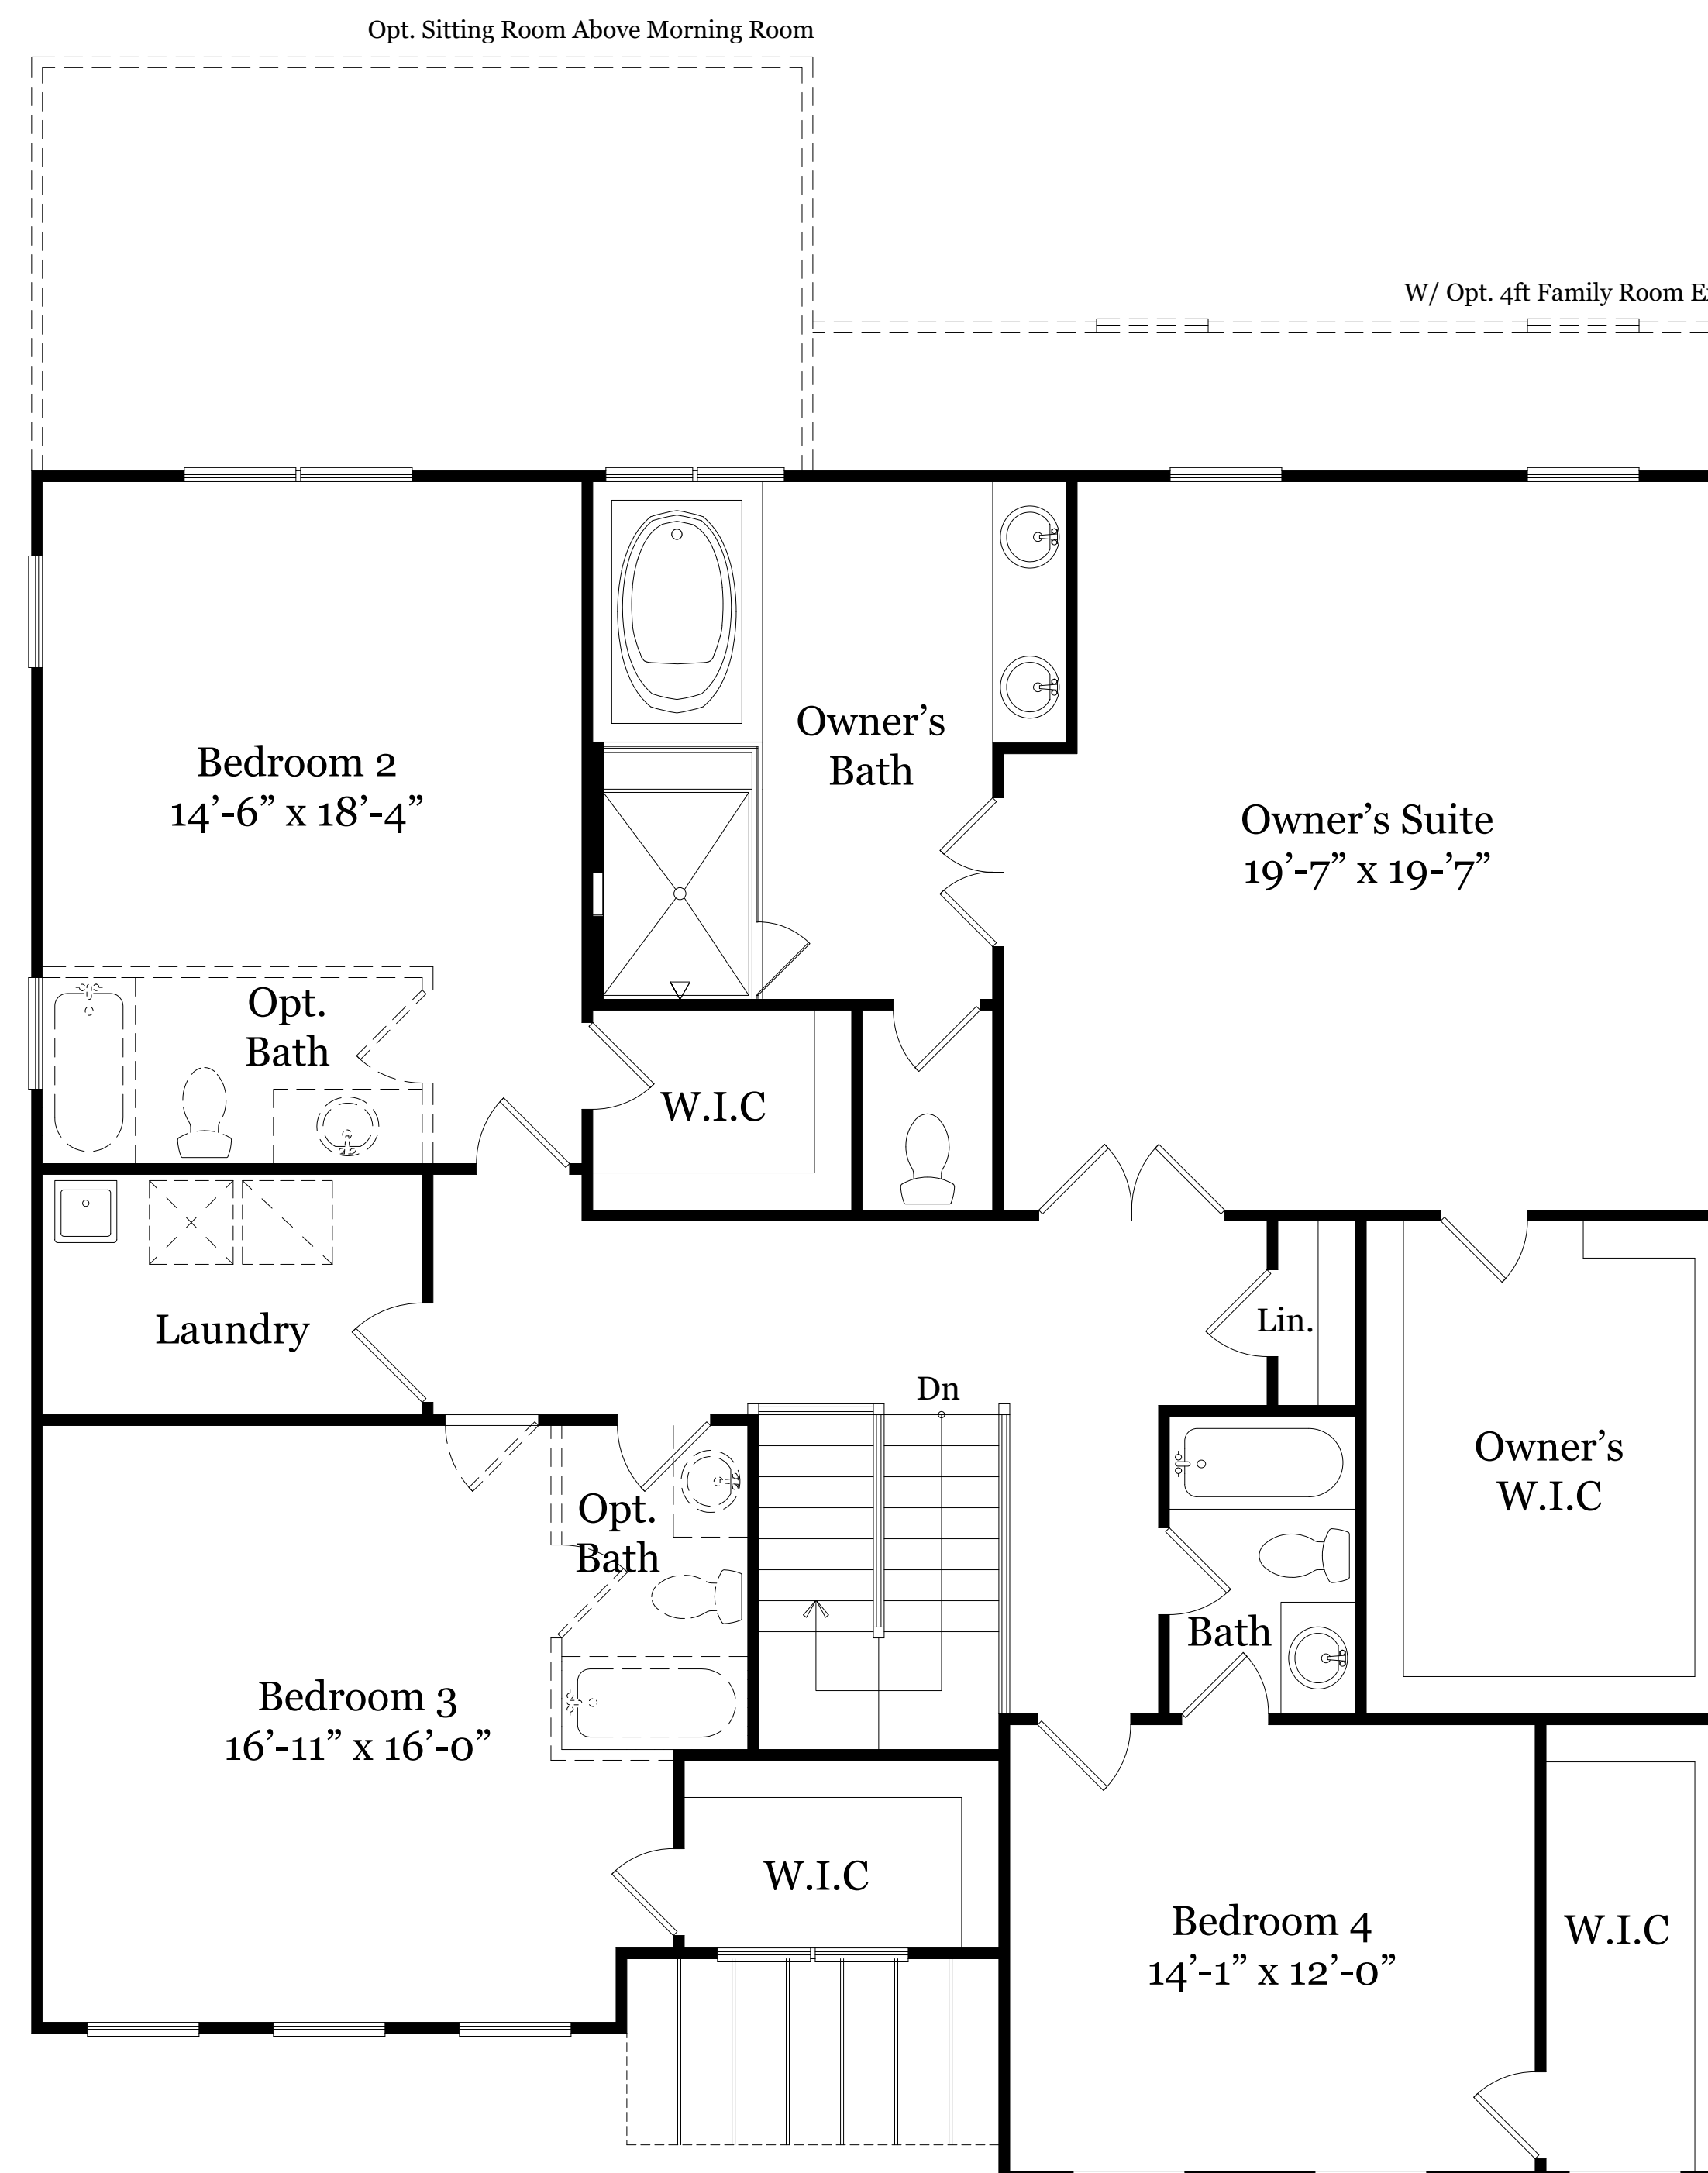 Opt. Sitting Room Above Morning Room
W/ Opt. 4ft Family Room
Owner’s
Bath
Bedroom 2
14’-6” x 18’-4”
Owner’s Suite
19’-7” x 19-’7”
Opt.
Bath
W.I.C
Laundry
Lin.
Dn
Owner’s
W.I.C
Opt.
Bath
Bath
Bedroom 3
16’-11” x 16’-0”
W.I.C
Bedroom 4
14’-1” x 12’-0”
W.I.C